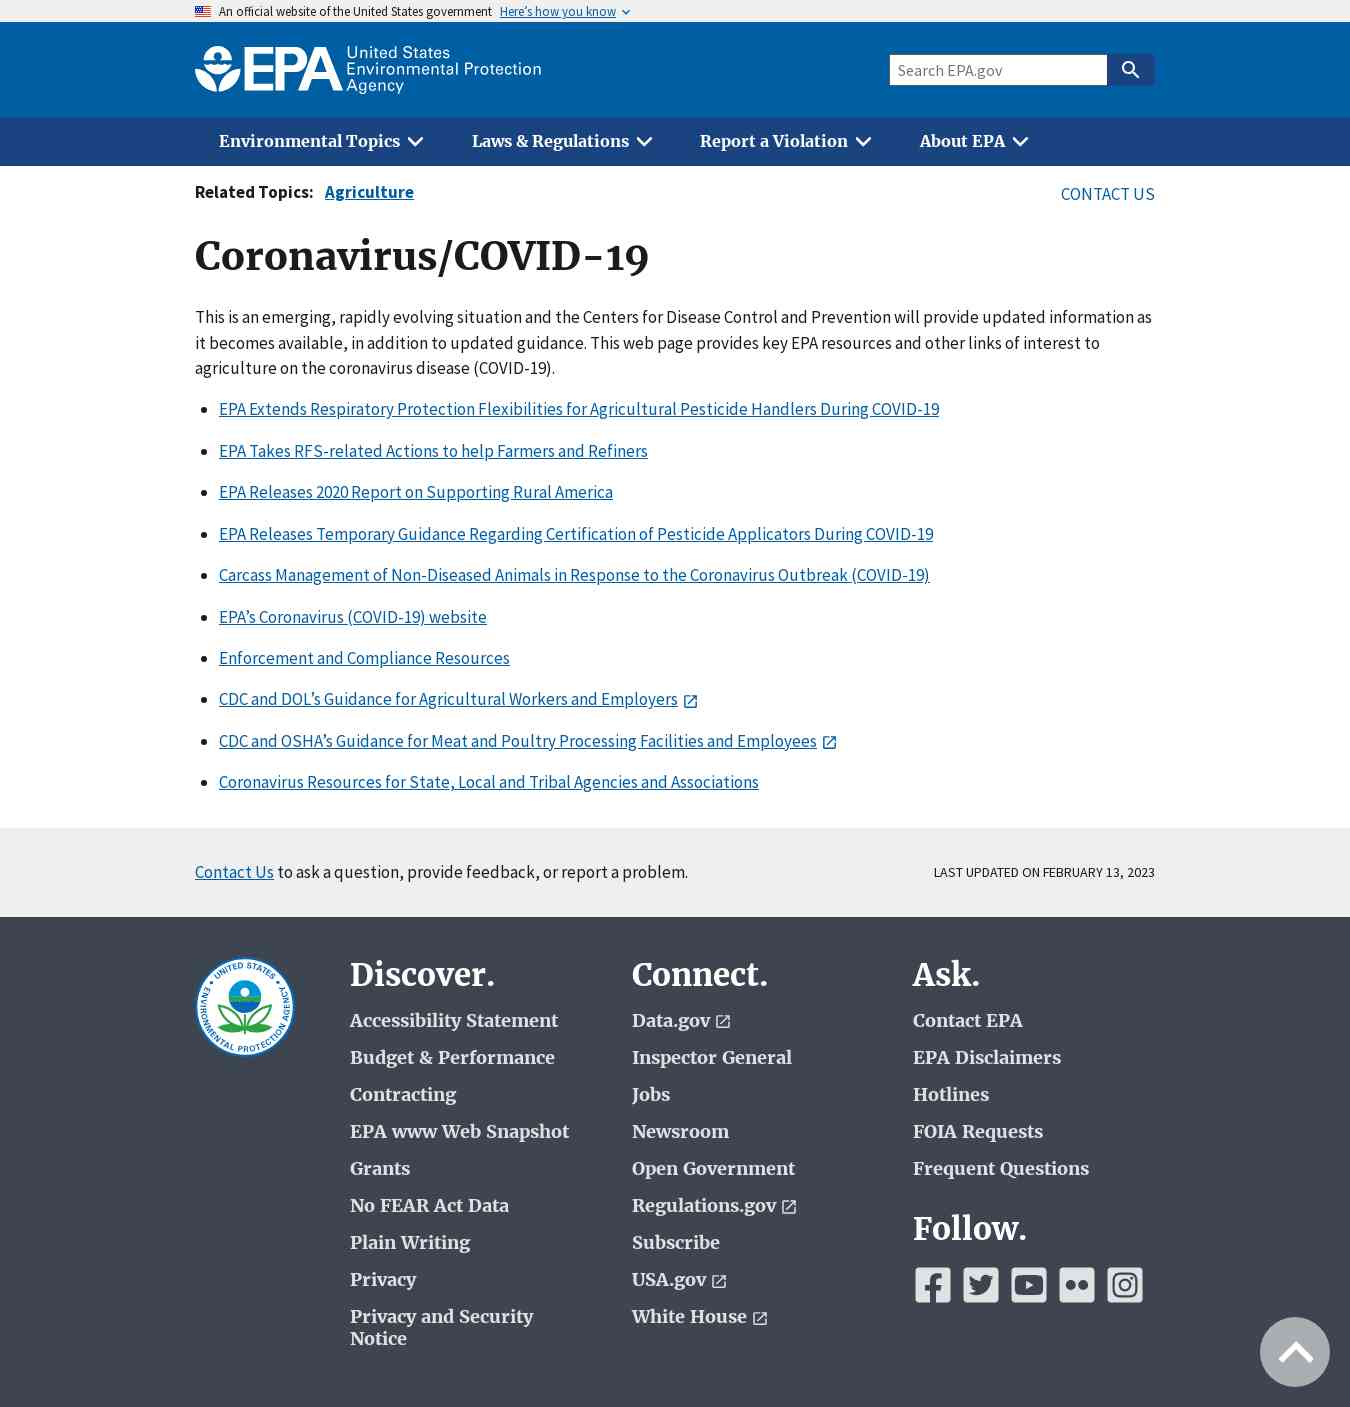 An official website of the United States government Here's how you know
EPA United States
Environmental Protection
Agency
Search EPA.gov
Environmental Topics
Laws & Regulations
Report a Violation
About EPA
Related Topics: Agriculture
CONTACT US
Coronavirus/COVID-19
This is an emerging, rapidly evolving situation and the Centers for Disease Control and Prevention will provide updated information as
it becomes available, in addition to updated guidance. This web page provides key EPA resources and other links of interest to
agriculture on the coronavirus disease (COVID-19).
EPA Extends Respiratory Protection Flexibilities for Agricultural Pesticide Handlers During COVID-19
EPA Takes RFS-related Actions to help Farmers and Refiners
EPA Releases 2020 Report on Supporting Rural America
EPA Releases Temporary Guidance Regarding Certification of Pesticide Applicators During COVID-19
Carcass Management of Non-Diseased Animals in Response to the Coronavirus Outbreak (COVID-19)
EPA’s Coronavirus (COVID-19) website
Enforcement and Compliance Resources
CDC and DOL’s Guidance for Agricultural Workers and Employers
CDC and OSHA’s Guidance for Meat and Poultry Processing Facilities and Employees
Coronavirus Resources for State, Local and Tribal Agencies and Associations
Contact Us to ask a question, provide feedback, or report a problem.
LAST UPDATED ON FEBRUARY 13, 2023
UNITED STATES
ENVIRONMENTAL PROTECTION AGENCY
Discover.
Accessibility Statement
Budget & Performance
Contracting
EPA www Web Snapshot
Grants
No FEAR Act Data
Plain Writing
Privacy
Privacy and Security
Notice
Connect.
Data.gov
Inspector General
Jobs
Newsroom
Open Government
Regulations.gov
Subscribe
USA.gov
White House
Ask.
Contact EPA
EPA Disclaimers
Hotlines
FOIA Requests
Frequent Questions
Follow.